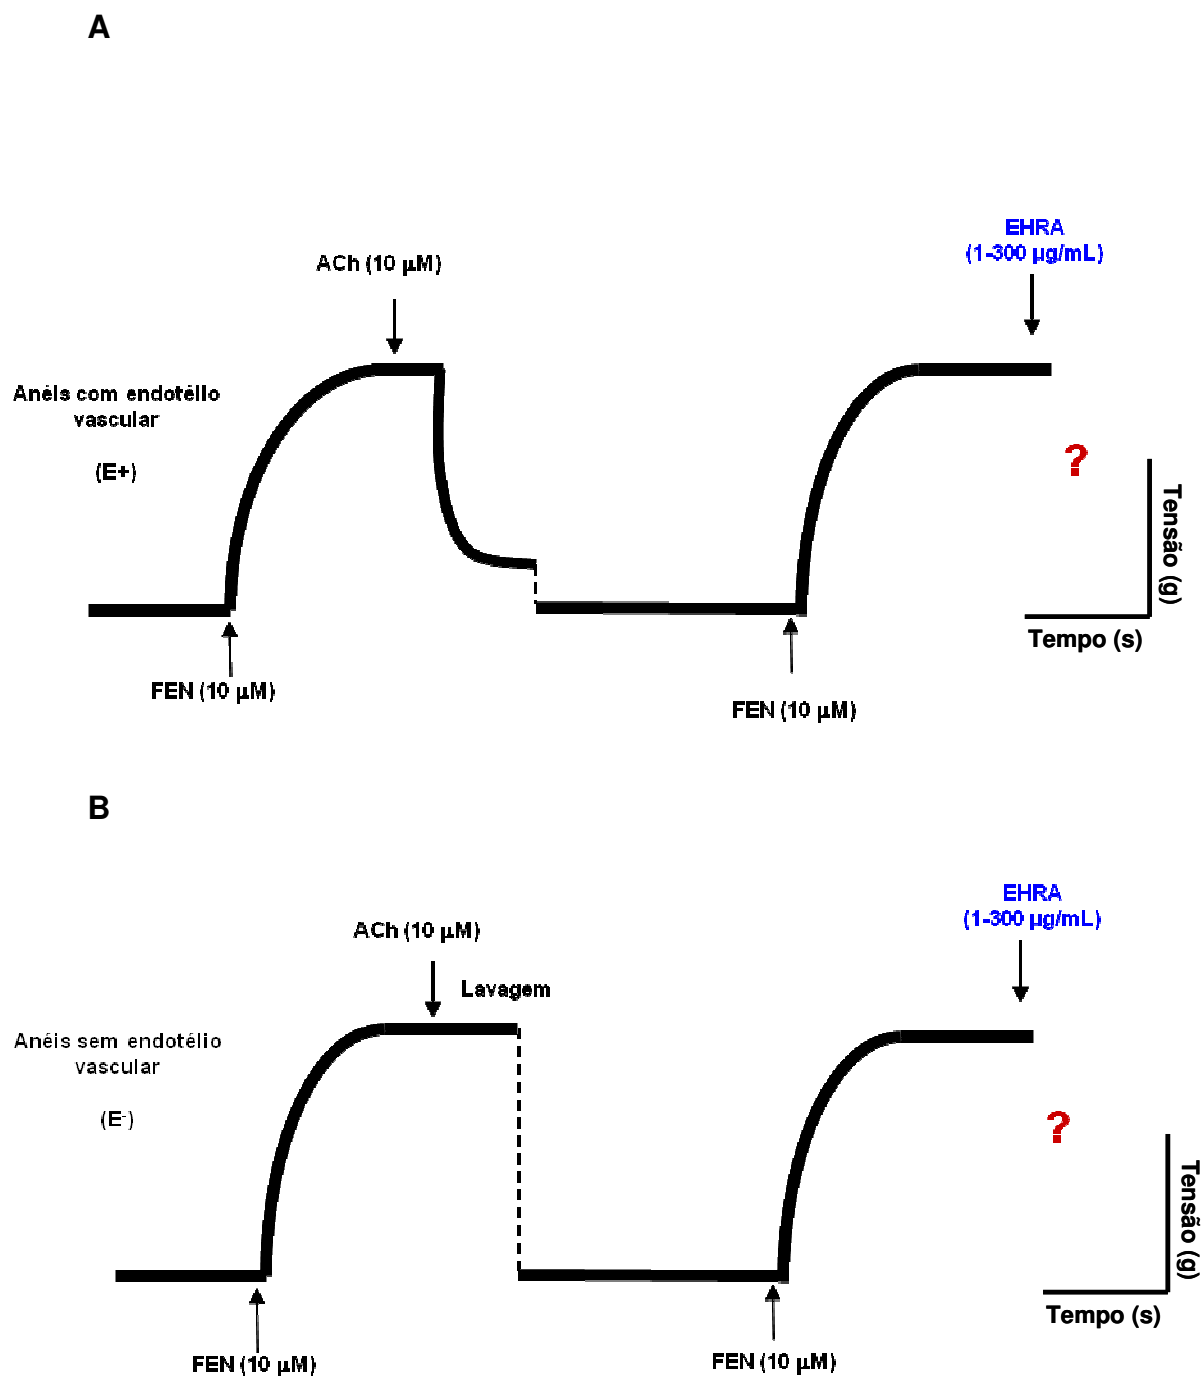 A
EHRA
(1-300 µg/mL)
ACh (10 µM)
Anéis com endotélio
vascular
(E+)
?
Tensão (g)
Tempo (s)
FEN (10 µM)
FEN (10 µM)
B
EHRA
(1-300 µg/mL)
ACh (10 µM)
Lavagem
Anéis sem endotélio
vascular
(E-)
?
Tensão (g)
Tempo (s)
FEN (10 µM)
FEN (10 µM)